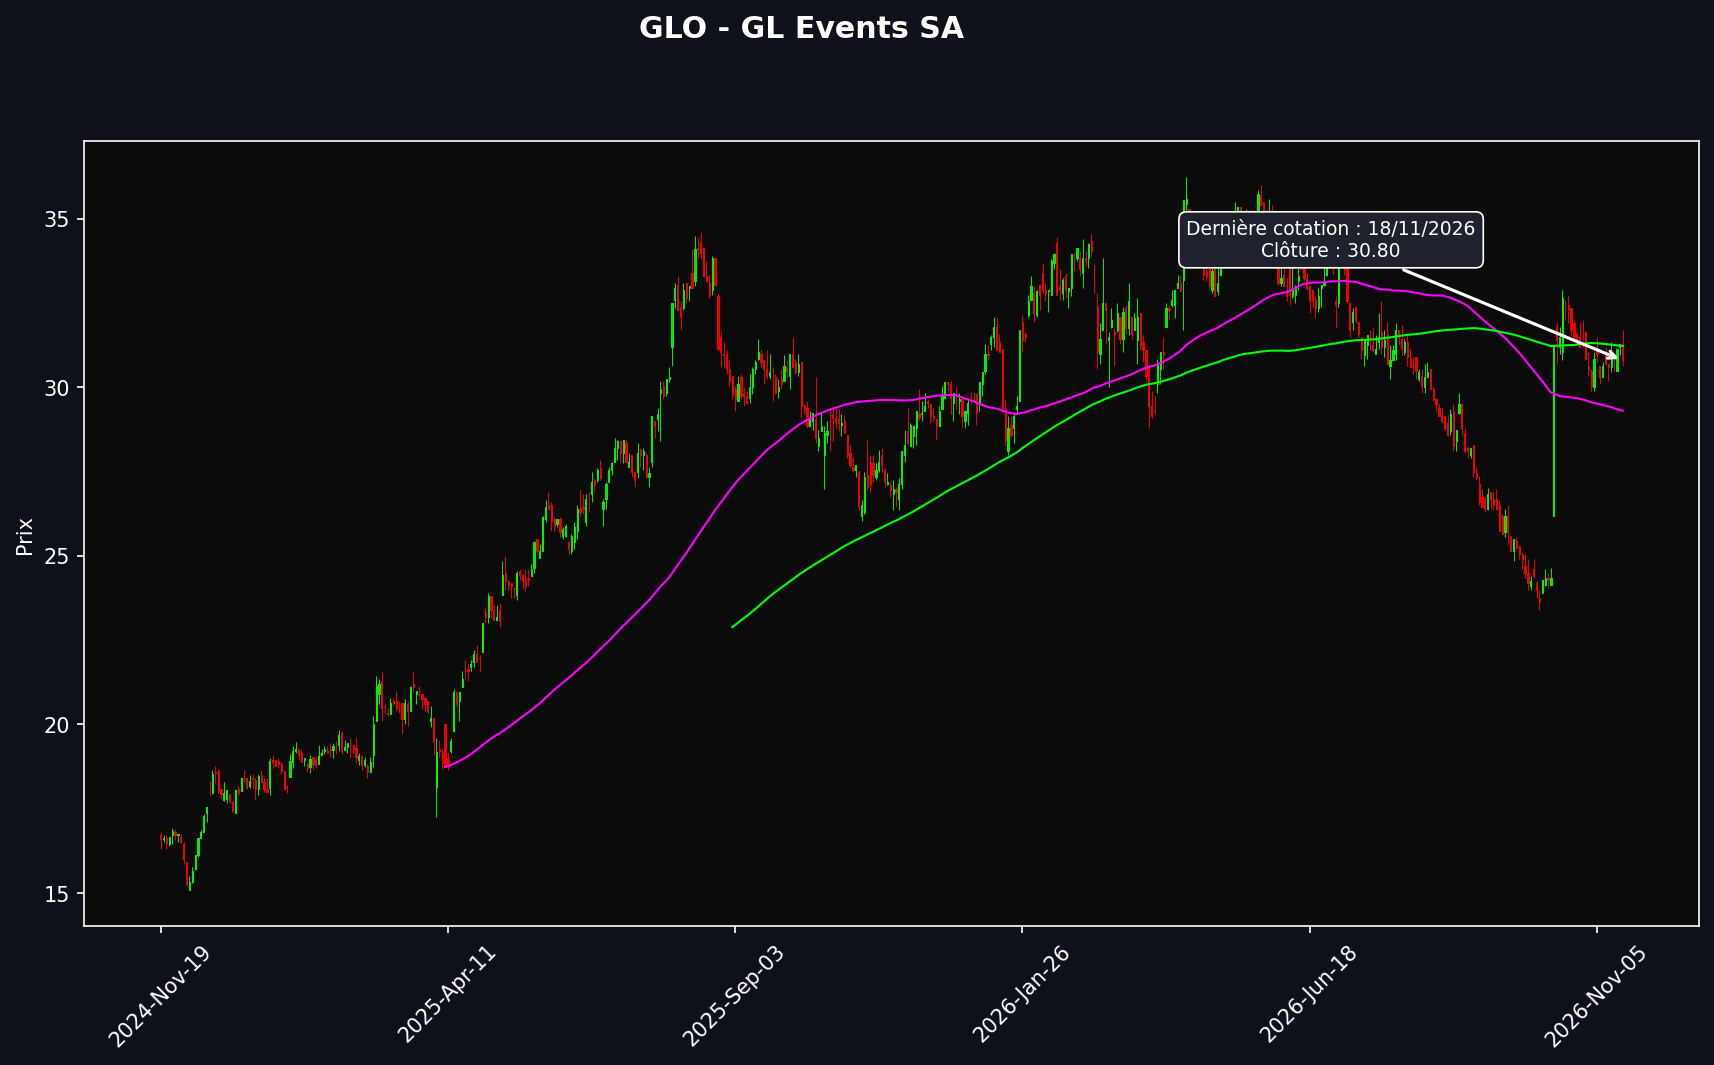 GLO - GL Events SA
Dernière cotation : 18/11/2026
Clôture : 30.80
Prix
35
30
25
20
15
2024-Nov-19
2025-Apr-11
2025-Sep-03
2026-Jan-26
2026-Jun-18
2026-Nov-05